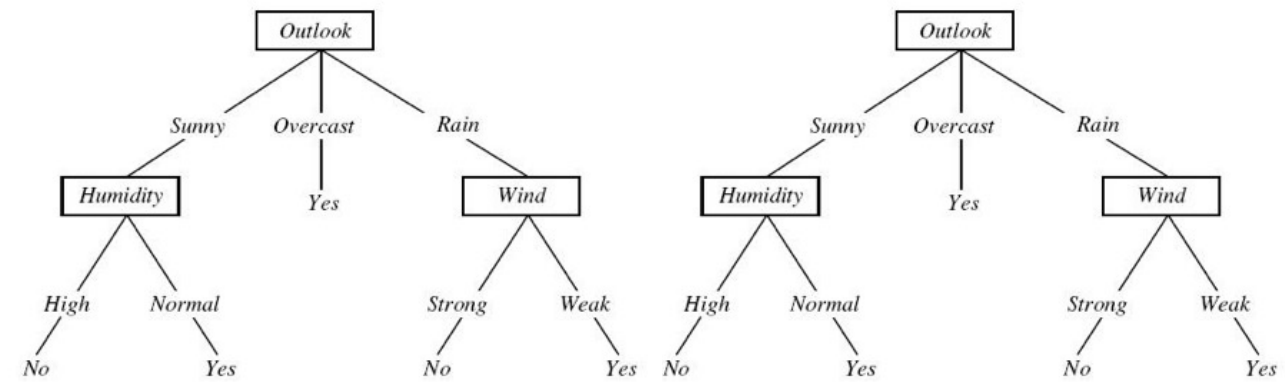 Outlook Outlook
Sunny Overcast Rain Sunny Overcast Rain
Humidity Yes Wind Humidity Yes Wind
High Normal Strong Weak High Normal Strong Weak
No Yes No Yes No Yes No Yes